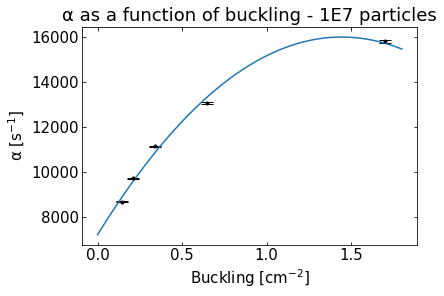 α as a function of buckling - 1E7 particles
16000
14000
12000
10000
8000
α [s⁻¹]
0.0 0.5 1.0 1.5
Buckling [cm⁻²]